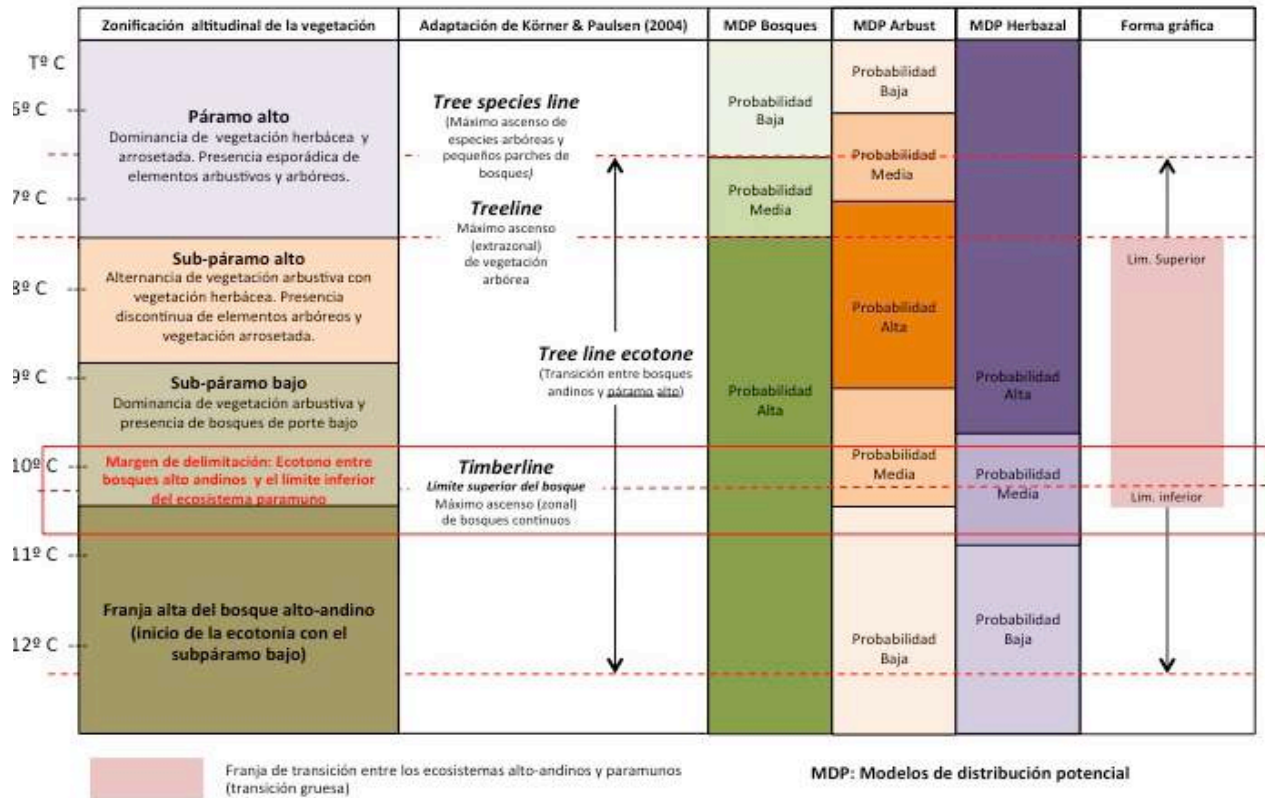 Zonificación altitudinal de la vegetación
Adaptación de Körner & Paulsen (2004)
MDP Bosques
MDP Arbust
MDP Herbazal
Forma gráfica
Tº C
6º C
7º C
8º C
9º C
10º C
11º C
12º C
Páramo alto
Dominancia de vegetación herbácea y
arrosetada. Presencia esporádica de
elementos arbustivos y arbóreos.
Sub-páramo alto
Alternancia de vegetación arbustiva con
vegetación herbácea. Presencia
discontinua de elementos arbóreos y
vegetación arrosetada.
Sub-páramo bajo
Dominancia de vegetación arbustiva y
presencia de bosques de porte bajo
Margen de delimitación: Ecotono entre
bosques alto andinos y el límite inferior
del ecosistema paramuno
Franja alta del bosque alto-andino
(inicio de la ecotonía con el
subpáramo bajo)
Tree species line
(Máximo ascenso de
especies arbóreas y
pequeños parches de
bosques)
Treeline
Máximo ascenso
(extrazonal)
de vegetación
arbórea
Tree line ecotone
(Transición entre bosques
andinos y páramo alto)
Timberline
Límite superior del bosque
Máximo ascenso (zonal)
de bosques continuos
Probabilidad
Baja
Probabilidad
Media
Probabilidad
Alta
Probabilidad
Baja
Probabilidad
Media
Probabilidad
Alta
Probabilidad
Media
Probabilidad
Baja
Probabilidad
Alta
Probabilidad
Media
Probabilidad
Baja
Lim. Superior
Lim. inferior
Franja de transición entre los ecosistemas alto-andinos y paramunos
(transición gruesa)
MDP: Modelos de distribución potencial